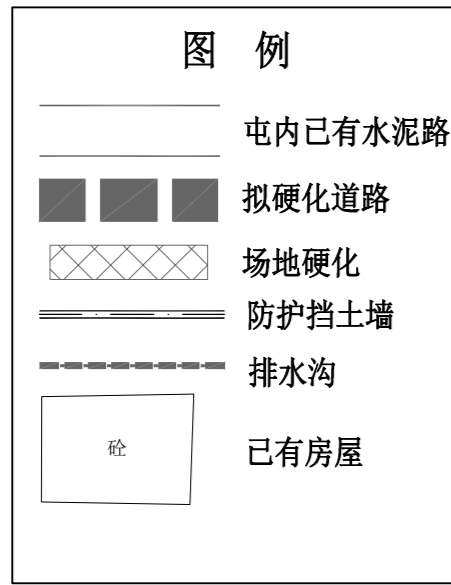 图 例
屯内已有水泥路
拟硬化道路
场地硬化
防护挡土墙
排水沟
砼
已有房屋